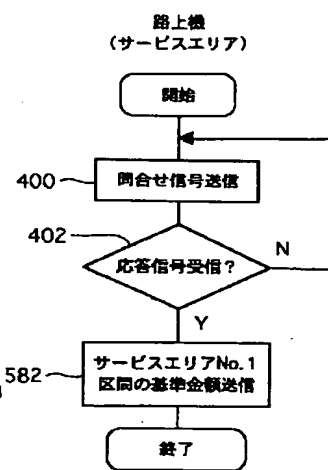 路上機
(サービスエリア)
開始
400
問合せ信号送信
402
応答信号受信?
N
Y
582
サービスエリアNo.1
区間の基準金額送信
終了